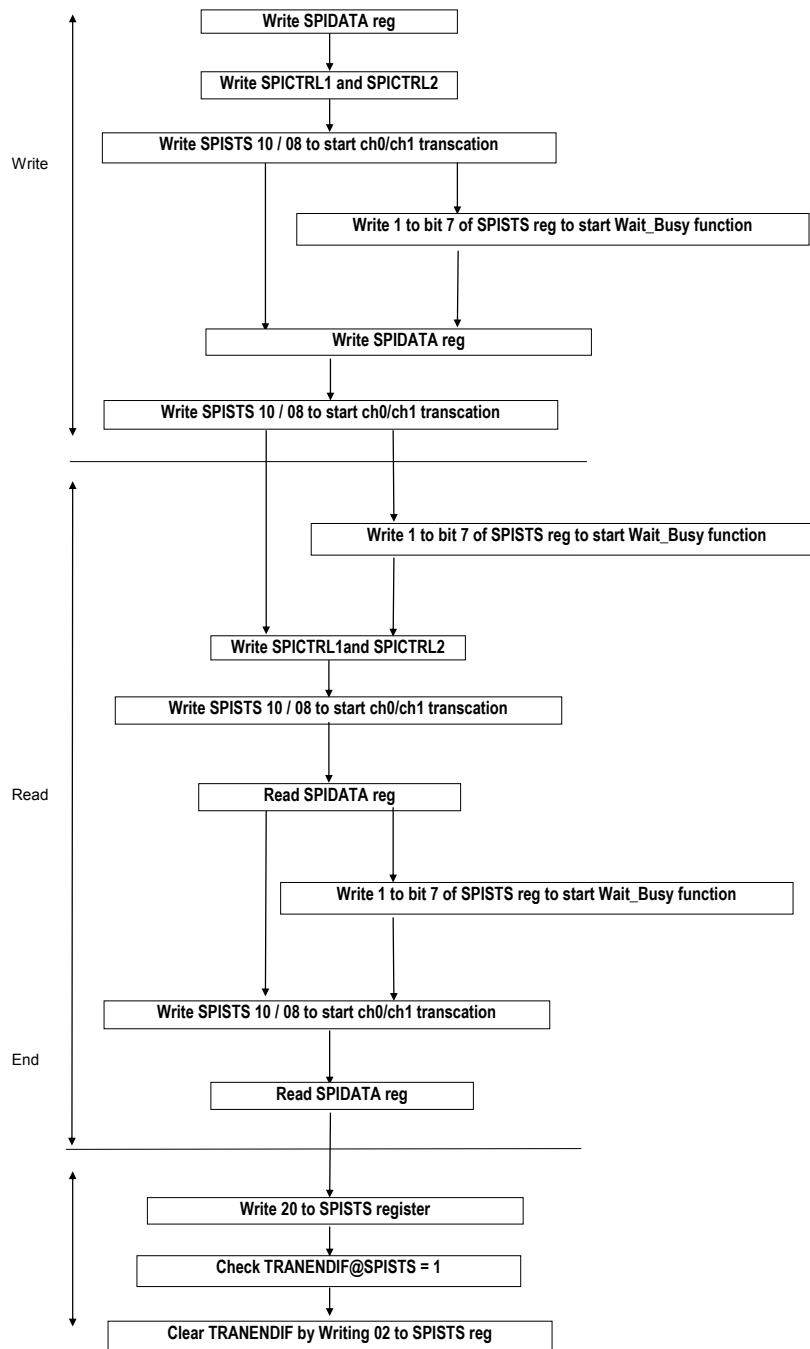 Write SPIDATA reg
Write SPICTRL1 and SPICTRL2
Write SPISTS 10 / 08 to start ch0/ch1 transcation
Write
Write 1 to bit 7 of SPISTS reg to start Wait_Busy function
Write SPIDATA reg
Write SPISTS 10 / 08 to start ch0/ch1 transcation
Write 1 to bit 7 of SPISTS reg to start Wait_Busy function
Write SPICTRL1and SPICTRL2
Write SPISTS 10 / 08 to start ch0/ch1 transcation
Read
Read SPIDATA reg
Write 1 to bit 7 of SPISTS reg to start Wait_Busy function
Write SPISTS 10 / 08 to start ch0/ch1 transcation
End
Read SPIDATA reg
Write 20 to SPISTS register
Check TRANENDIF@SPISTS = 1
Clear TRANENDIF by Writing 02 to SPISTS reg